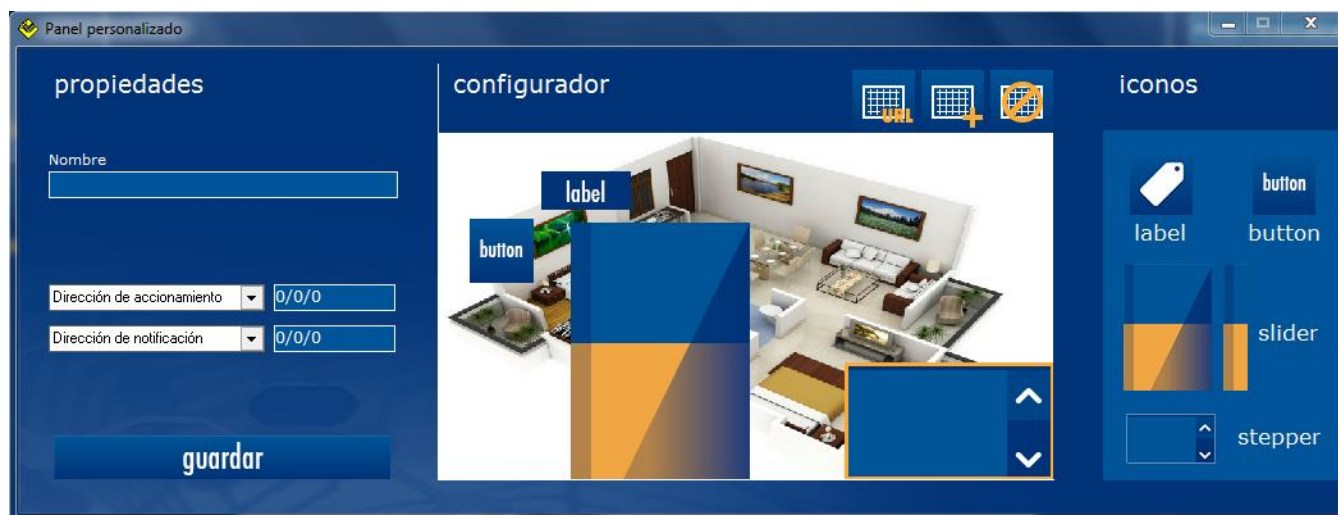 Panel personalizado
propiedades
Nombre
Dirección de accionamiento
0/0/0
Dirección de notificación
0/0/0
guardar
configurador
URL
label
button
iconos
button
label
button
slider
stepper